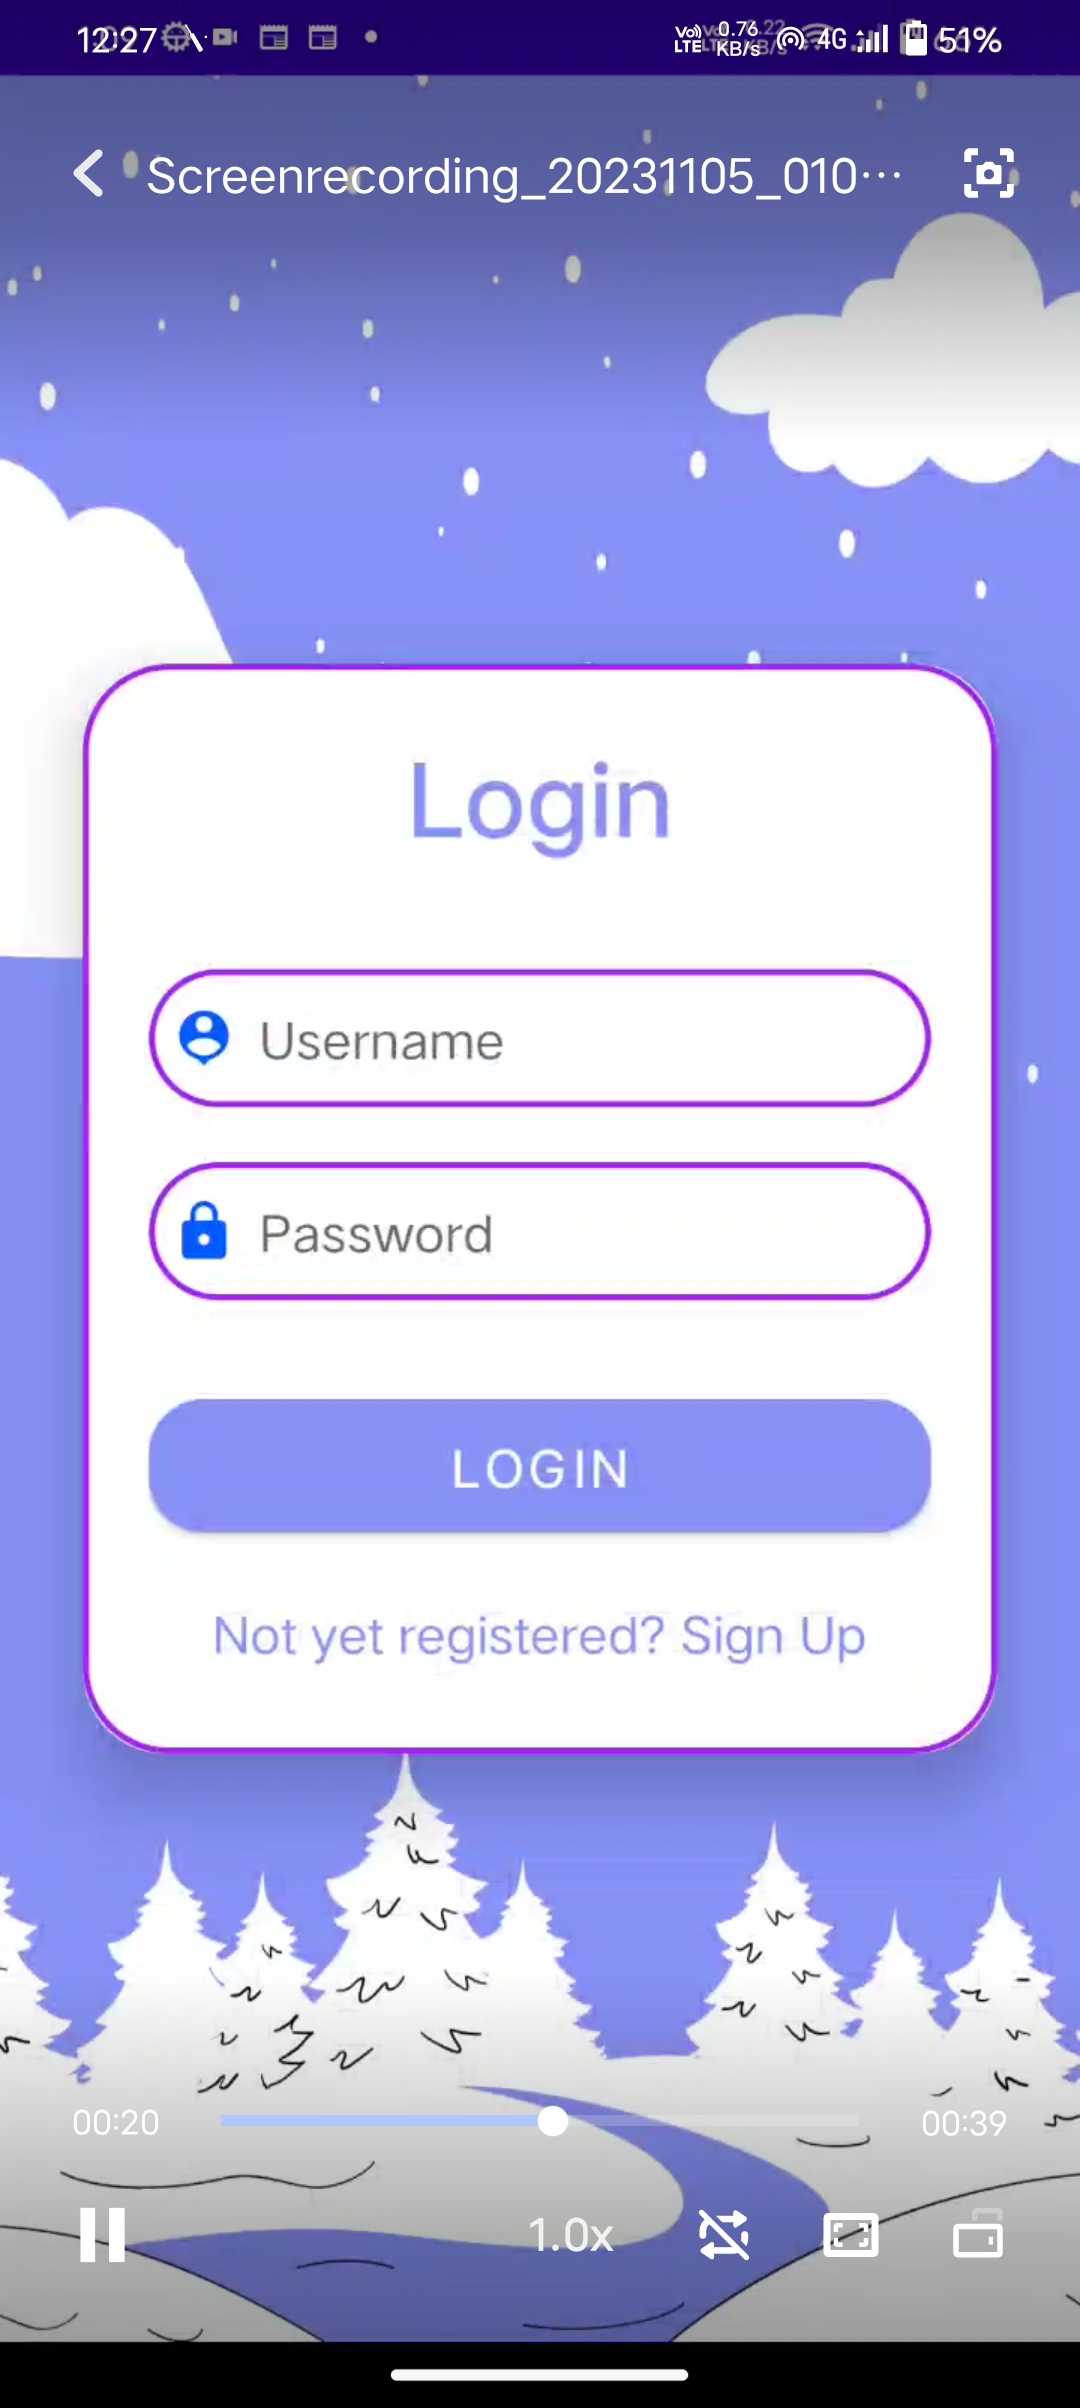 12:27
Vo)) LTE 0.76 KB/s 4G 51%
Screenrecording_20231105_010...
Login
Username
Password
LOGIN
Not yet registered? Sign Up
00:20 00:39
1.0x